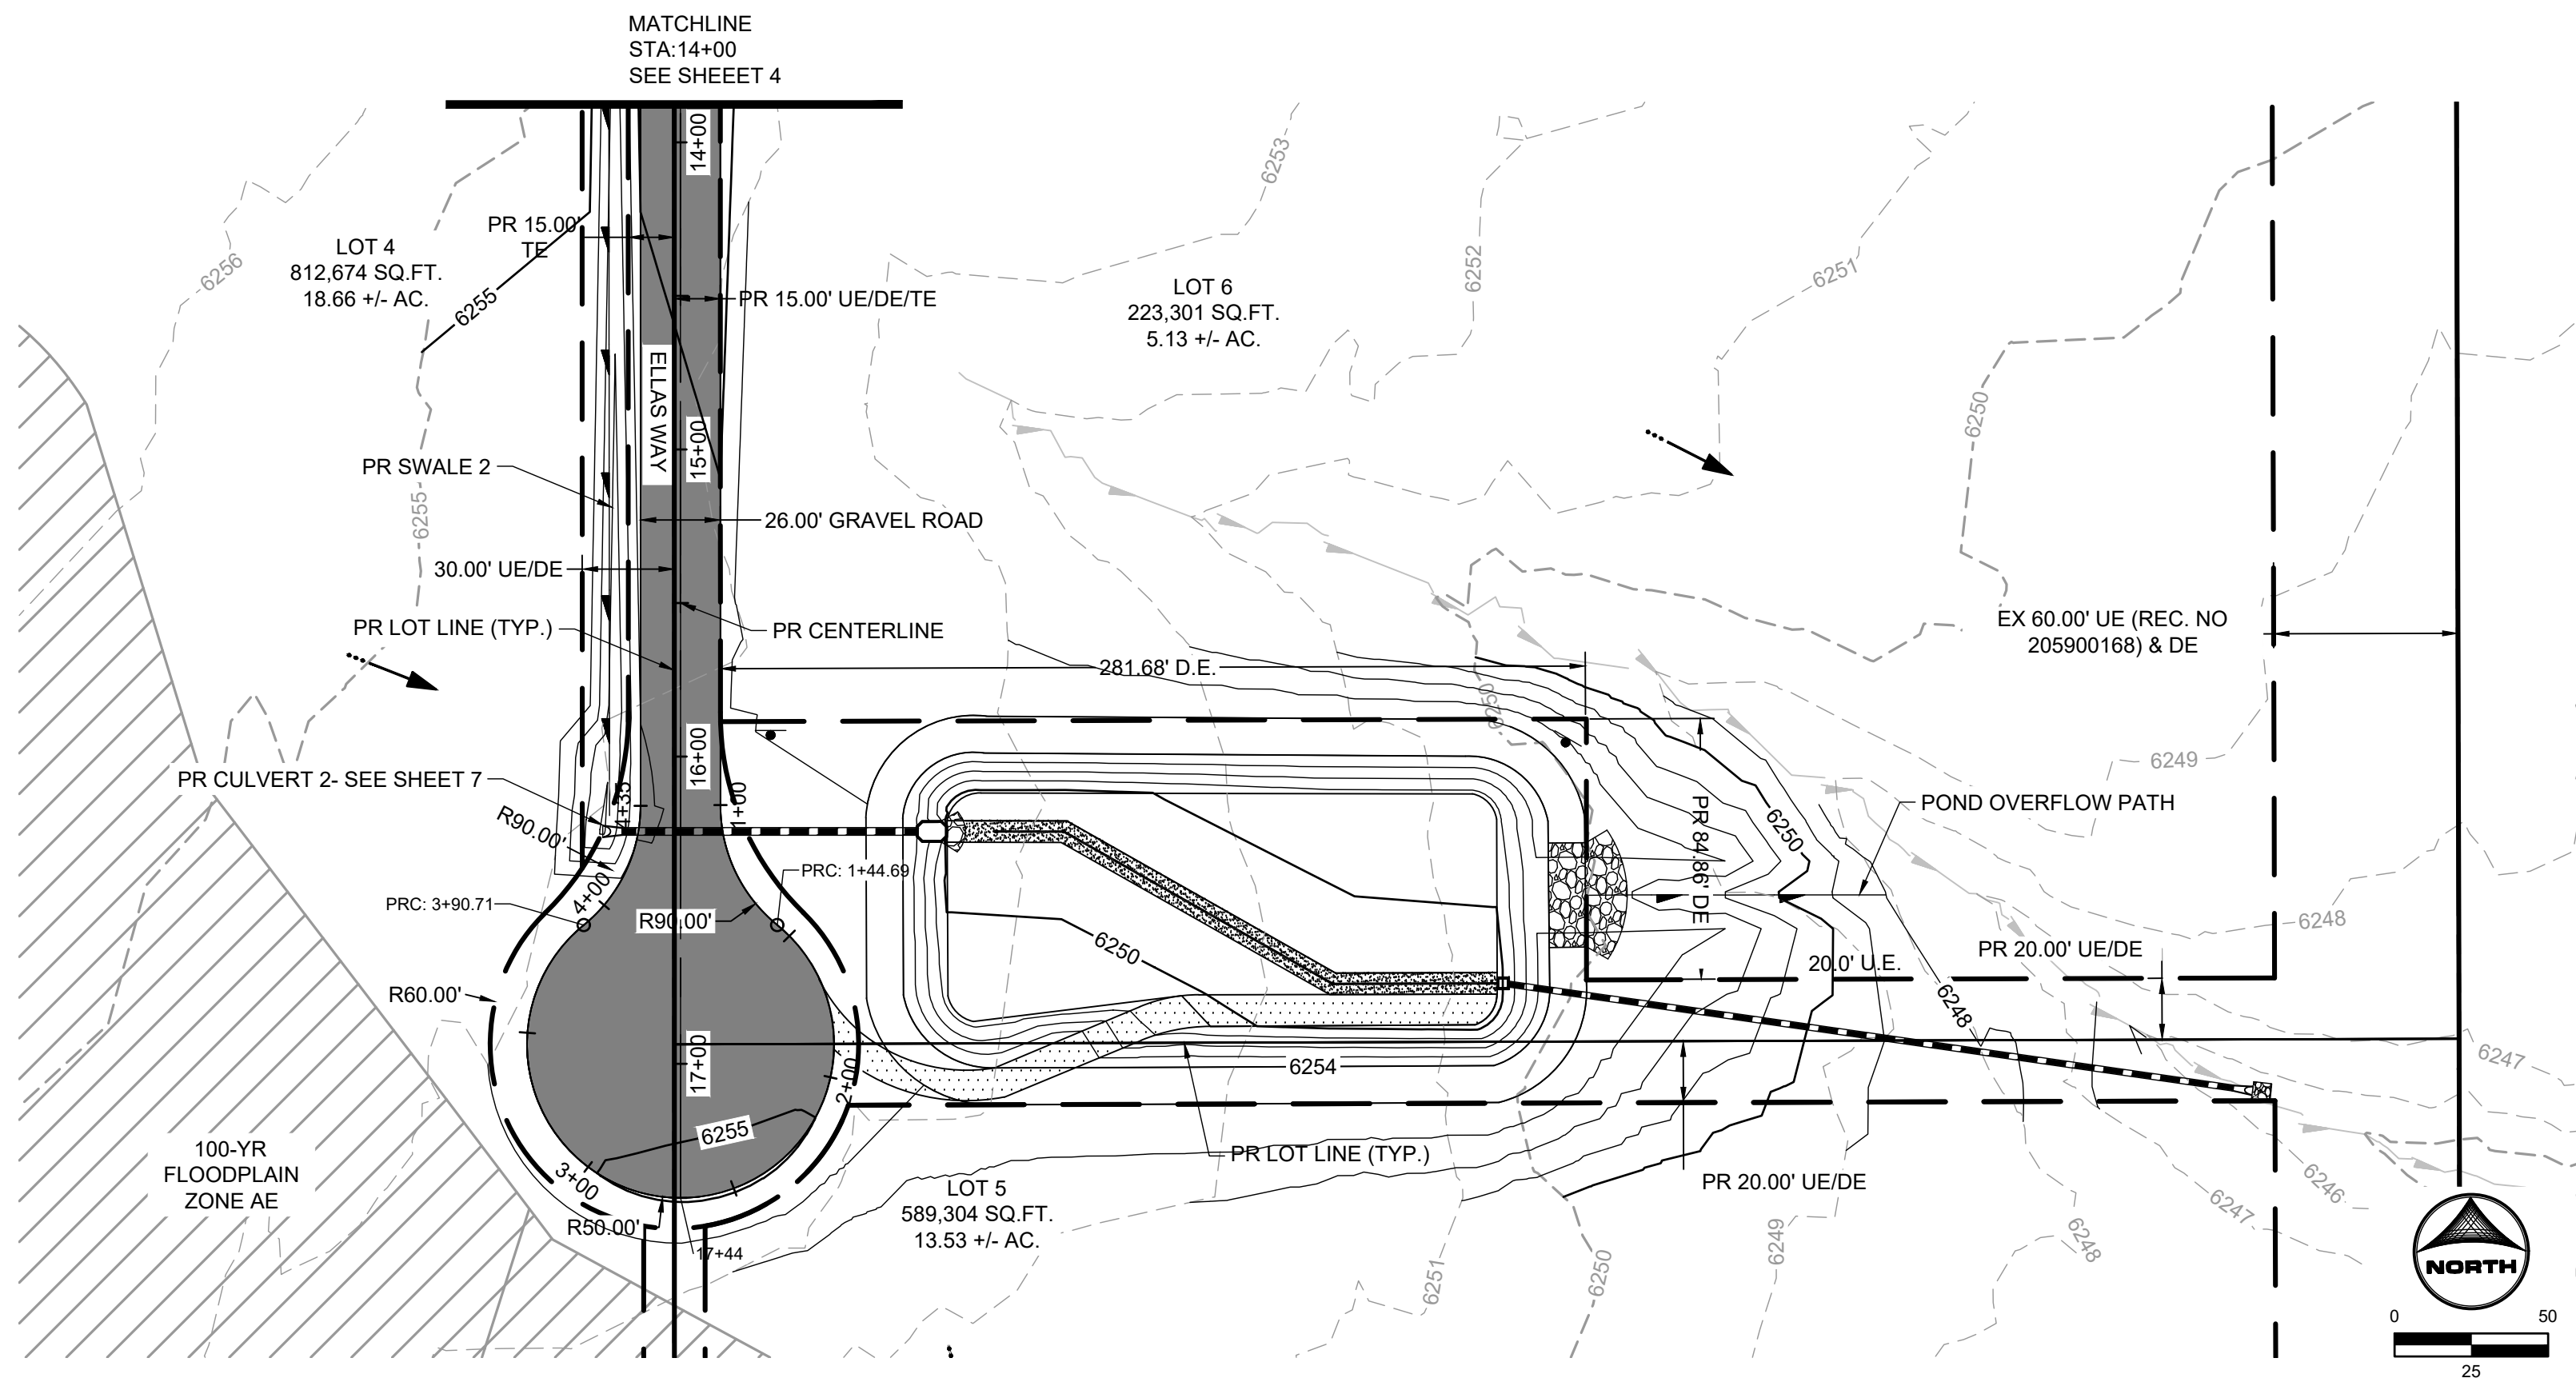 MATCHLINE
STA:14+00
SEE SHEEET 4
14+00
6253
PR 15.00'
TE
LOT 4
812,674 SQ.FT.
18.66 +/- AC.
6256
6255
PR 15.00' UE/DE/TE
LOT 6
223,301 SQ.FT.
5.13 +/- AC.
6252
6251
6250
ELLAS WAY
15+00
PR SWALE 2
6255
26.00' GRAVEL ROAD
30.00' UE/DE
PR LOT LINE (TYP.)
PR CENTERLINE
EX 60.00' UE (REC. NO
205900168) & DE
281.68' D.E.
6250
16+00
6249
PR CULVERT 2- SEE SHEET 7
4+35
1+00
R90.00'
PR 84.86' DE
6250
POND OVERFLOW PATH
PRC: 1+44.69
4+00
PRC: 3+90.71
R90.00'
6248
6250
PR 20.00' UE/DE
20.0' U.E.
R60.00'
6248
17+00
2+00
6254
6247
6255
100-YR
FLOODPLAIN
ZONE AE
3+00
PR LOT LINE (TYP.)
PR 20.00' UE/DE
LOT 5
589,304 SQ.FT.
13.53 +/- AC.
6246
6247
R50.00'
17+44
6251
6250
6249
6248
NORTH
0
50
25